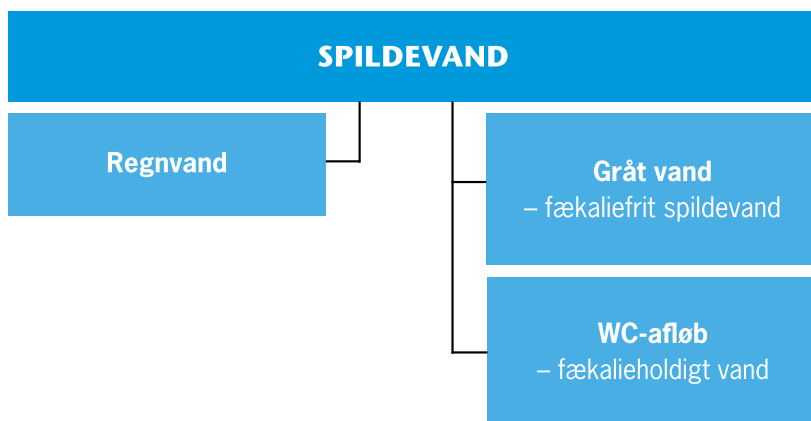 SPILDEVAND
Regnvand
Gråt vand
– fækaliefrit spildevand
WC-afløb
– fækalieholdigt vand